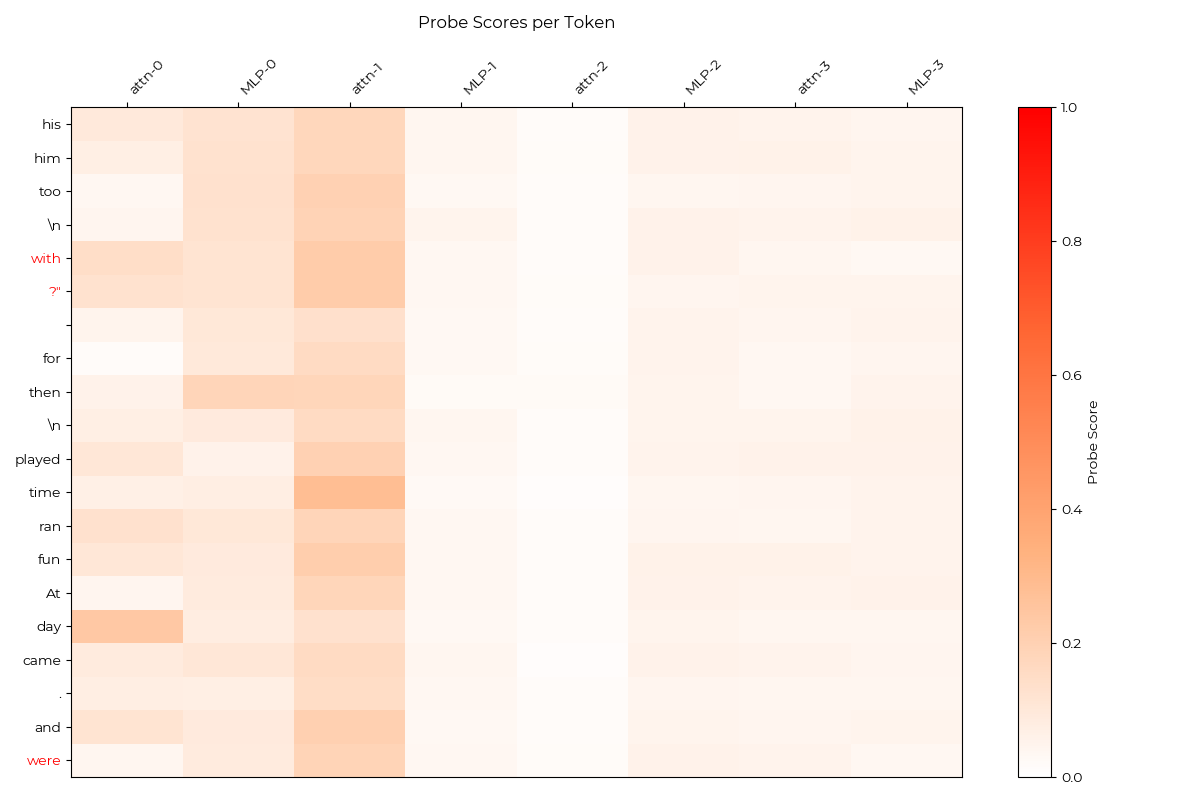 Probe Scores per Token
attn-0 MLP-0 attn-1 MLP-1 attn-2 MLP-2 attn-3 MLP-3
his
him
too
\n
with
?"
for
then
\n
played
time
ran
fun
At
day
came
.
and
were
1.0
0.8
0.6
0.4
0.2
0.0
Probe Score